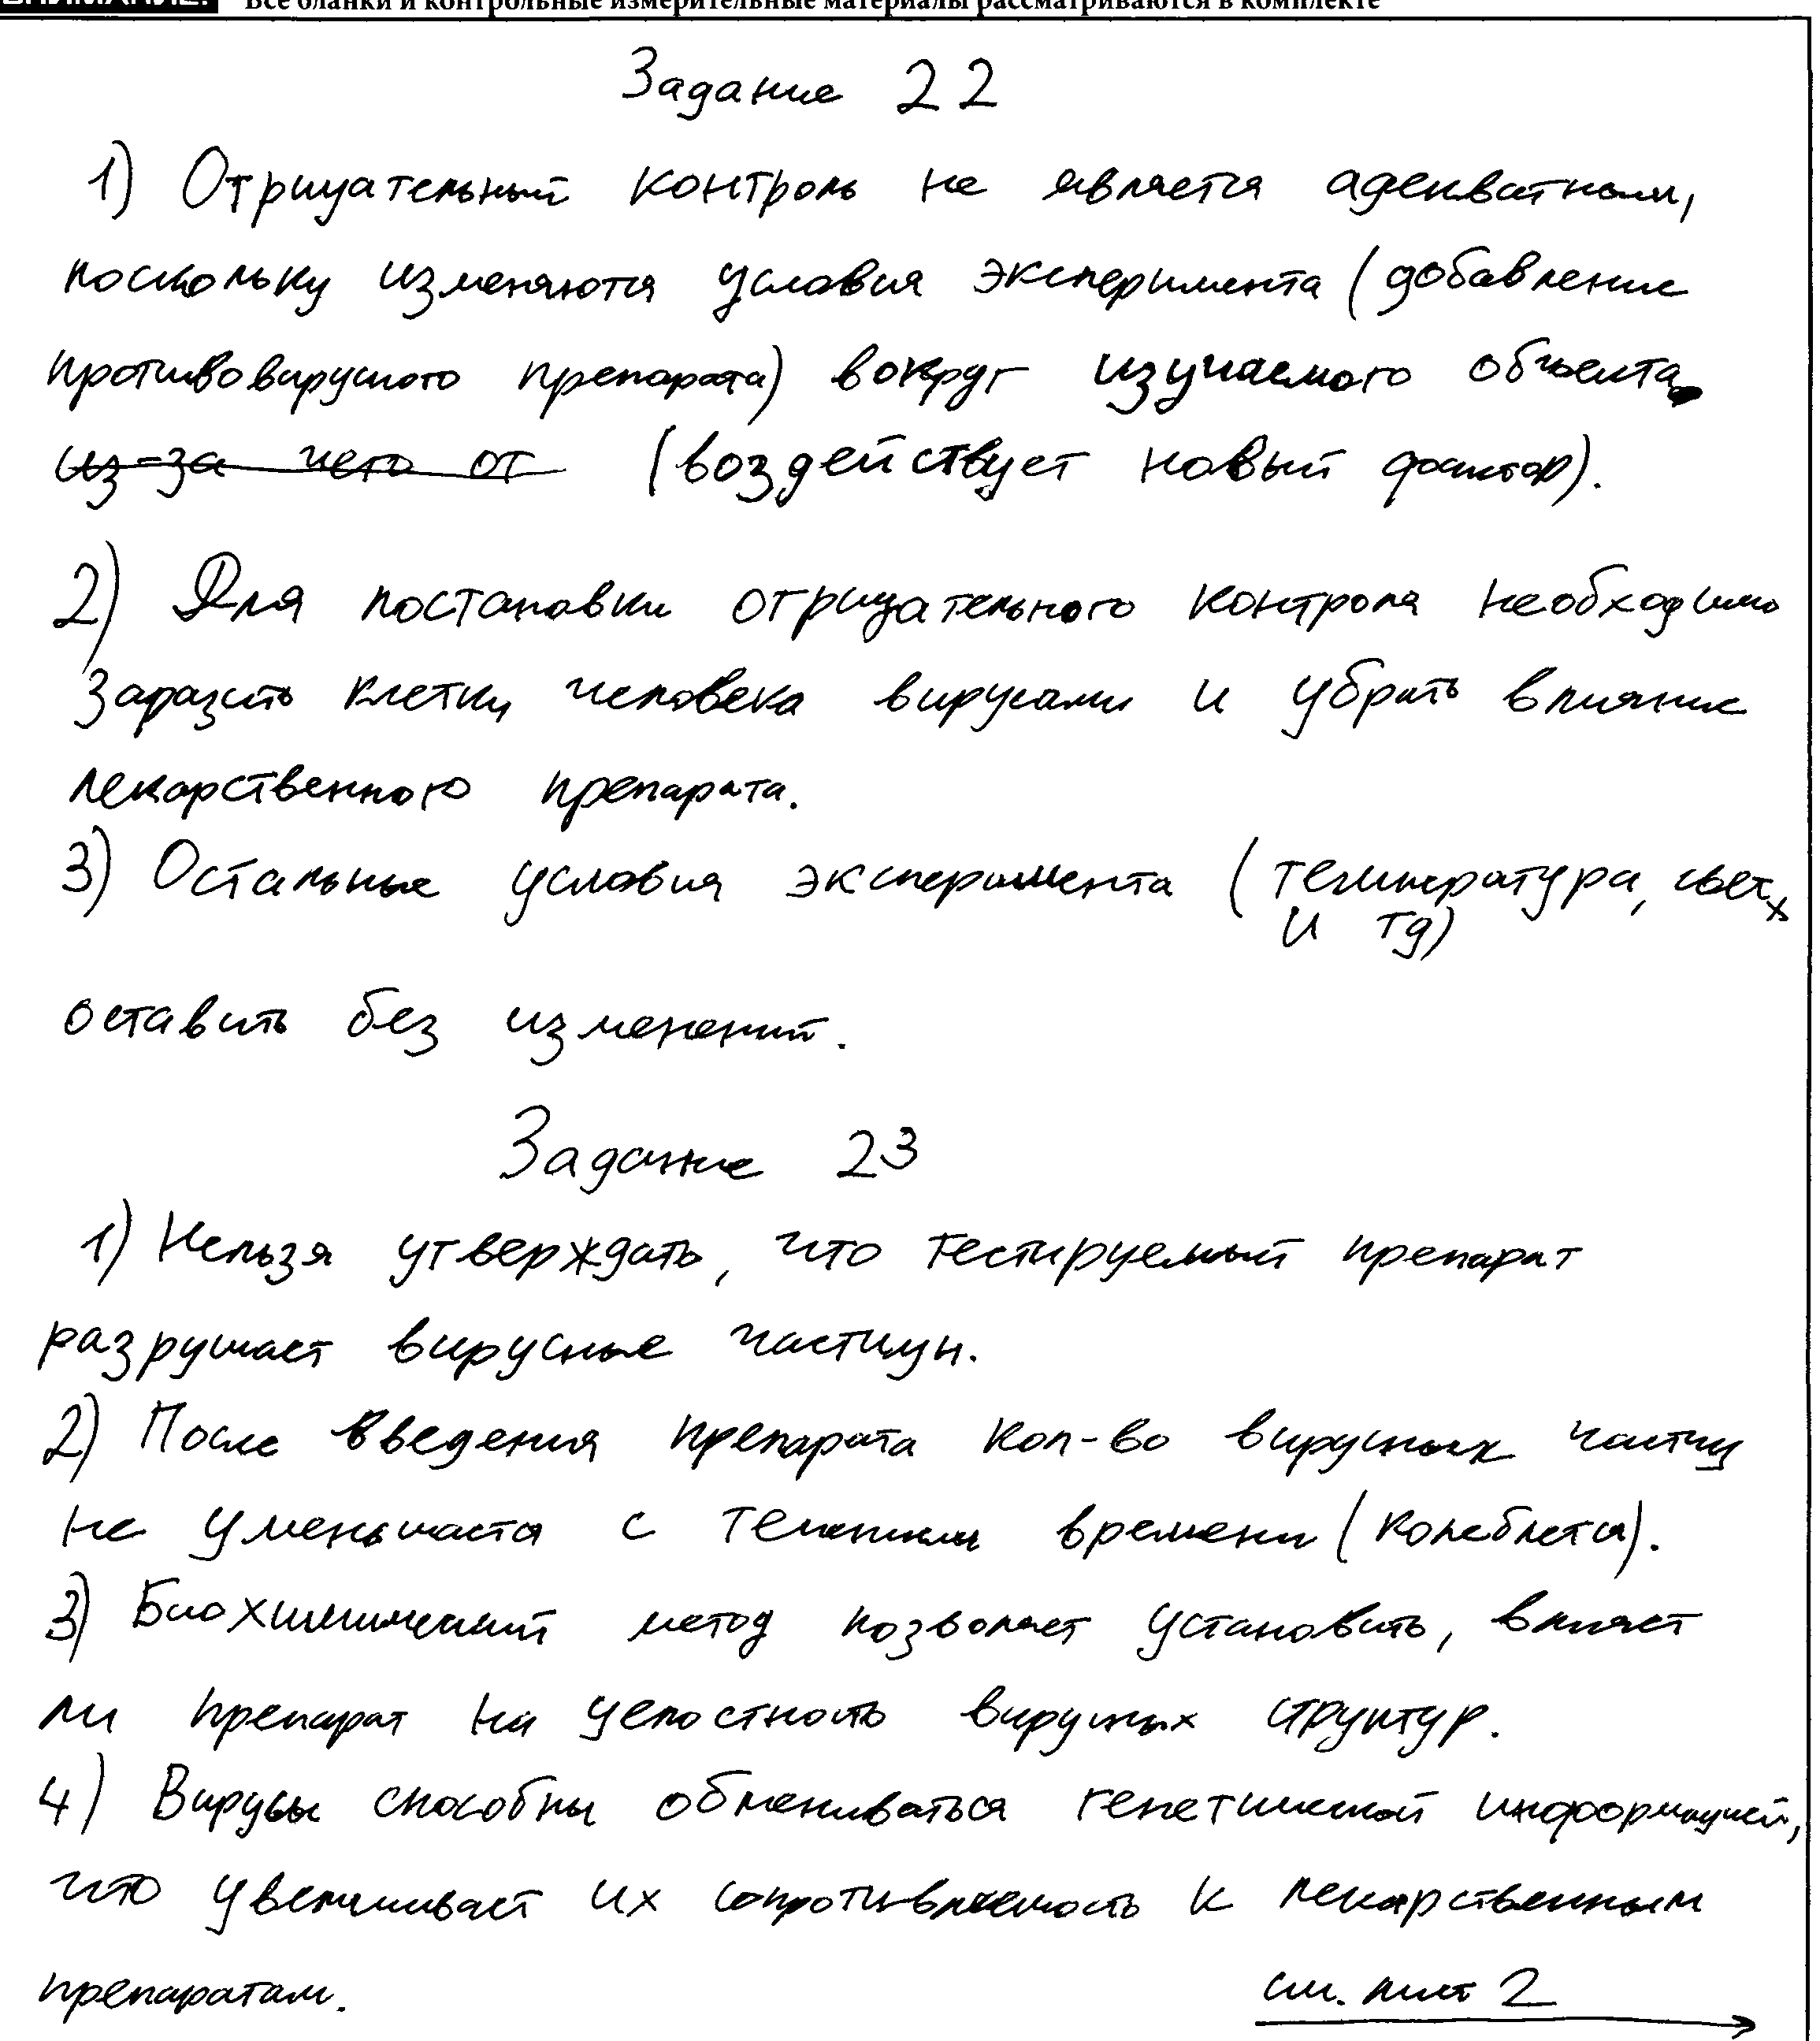 Все бланки и контрольные измерительные материалы рассматриваются в комплекте
Задание 22
1) Отрицательный контроль не является адекватным,
поскольку изменяются условия эксперимента (добавление
противовирусного препарата) вокруг изучаемого объекта
из-за чего от (воздействует новый фактор).
2) Для постановки отрицательного контроля необходимо
заразить клетки человека вирусами и убрать влияние
лекарственного препарата.
3) Остальные условия эксперимента (температура, свет
и тд)
оставить без изменений.
Задание 23
1) Нельзя утверждать, что тестируемый препарат
разрушает вирусные частицы.
2) После введения препарата кол-во вирусных частиц
не уменьшается с течением времени (колеблется).
3) Биохимический метод позволяет установить, влияет
ли препарат на целостность вирусных структур.
4) Вирусы способны обмениваться генетической информацией,
что увеличивает их сопротивляемость к лекарственным
препаратам.
см. лист 2